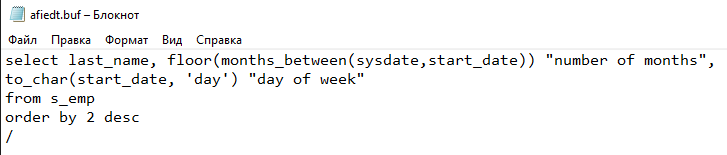 afiedt.buf – Блокнот
Файл Правка Формат Вид Справка
select last_name, floor(months_between(sysdate,start_date)) "number of months",
to_char(start_date, 'day') "day of week"
from s_emp
order by 2 desc
/